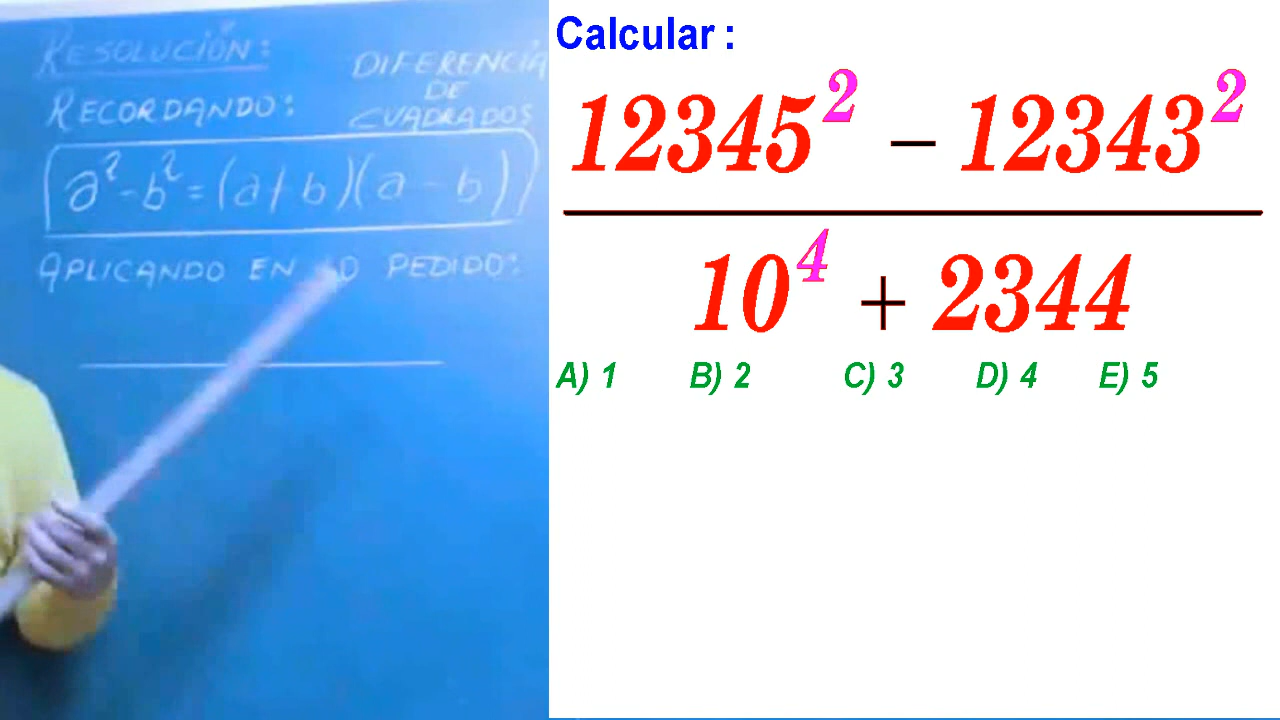 RESOLUCIÓN:
DIFERENCIA
DE
CUADRADOS
RECORDANDO:
a² - b² = (a + b)(a - b)
APLICANDO EN LO PEDIDO:
Calcular :
12345² - 12343²
10⁴ + 2344
A) 1 B) 2 C) 3 D) 4 E) 5